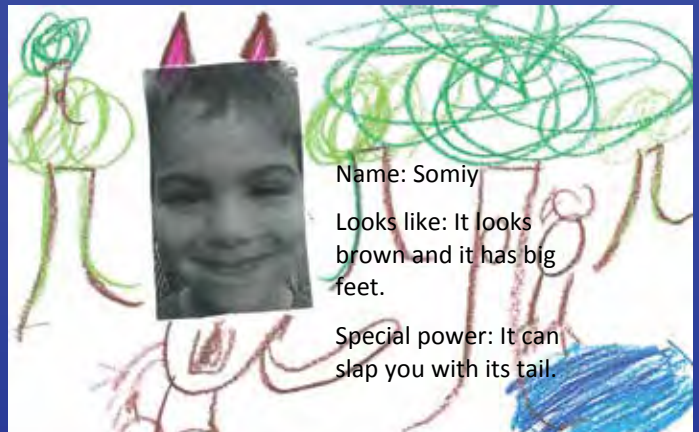 Name: Somiy
Looks like: It looks
brown and it has big
feet.
Special power: It can
slap you with its tail.